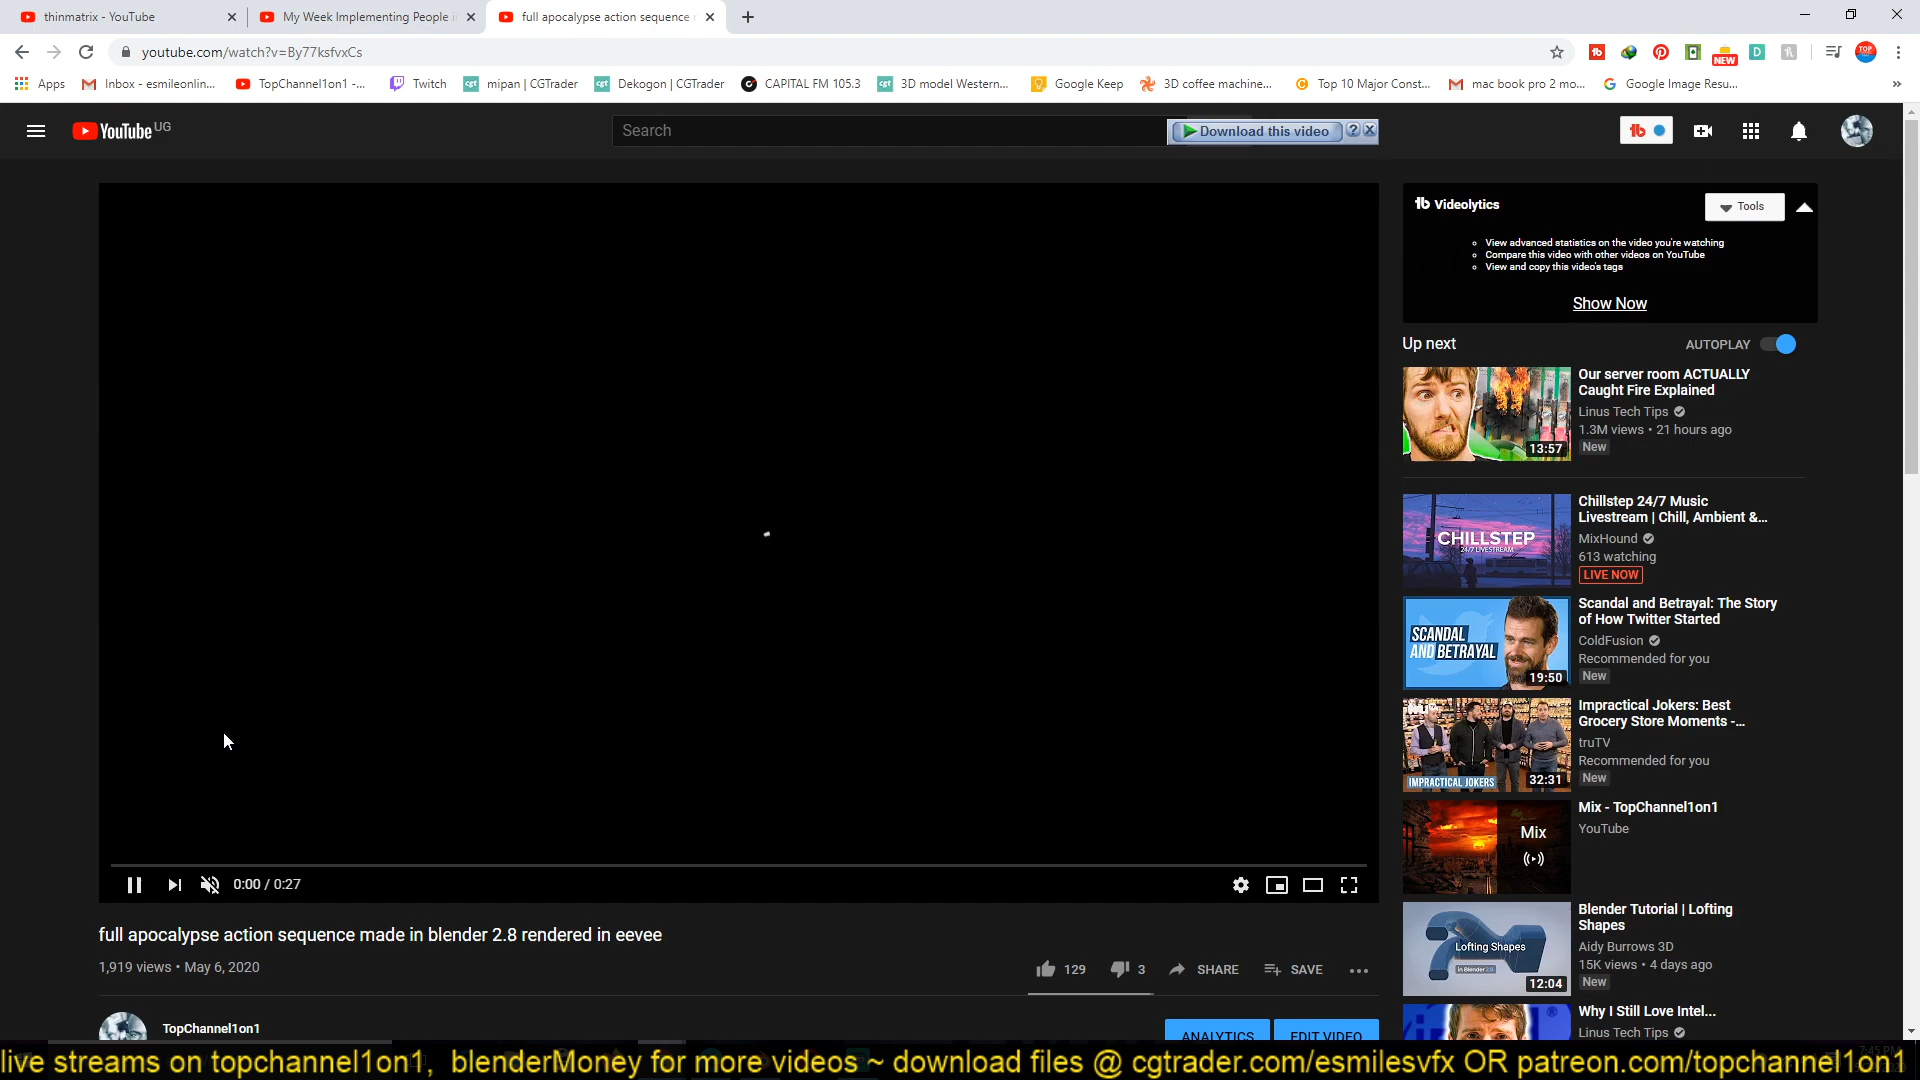 thinmatrix - YouTube
My Week Implementing People i
full apocalypse action sequence
youtube.com/watch?v=By77ksfvxCs
NEW
Apps
Inbox - esmileonlin...
TopChannel1on1 -...
Twitch
mipan | CGTrader
Dekogon | CGTrader
CAPITAL FM 105.3
3D model Western...
Google Keep
3D coffee machine...
Top 10 Major Const...
mac book pro 2 mo...
Google Image Resu...
YouTube UG
Search
Download this video
Videolytics
Tools
View advanced statistics on the video you're watching
Compare this video with other videos on YouTube
View and copy this video's tags
Show Now
Up next
AUTOPLAY
Our server room ACTUALLY
Caught Fire Explained
Linus Tech Tips
1.3M views • 21 hours ago
New
13:57
CHILLSTEP
24/7 LIVESTREAM
Chillstep 24/7 Music
Livestream | Chill, Ambient &...
MixHound
613 watching
LIVE NOW
SCANDAL
AND BETRAYAL
19:50
Scandal and Betrayal: The Story
of How Twitter Started
ColdFusion
Recommended for you
New
IMPRACTICAL JOKERS
32:31
Impractical Jokers: Best
Grocery Store Moments -...
truTV
Recommended for you
New
Mix
Mix - TopChannel1on1
YouTube
Lofting Shapes
in Blender 2.8
12:04
Blender Tutorial | Lofting
Shapes
Aidy Burrows 3D
15K views • 4 days ago
New
Why I Still Love Intel...
Linus Tech Tips
0:00 / 0:27
full apocalypse action sequence made in blender 2.8 rendered in eevee
1,919 views • May 6, 2020
129
3
SHARE
SAVE
TopChannel1on1
ANALYTICS
EDIT VIDEO
live streams on topchannel1on1, blenderMoney for more videos ~ download files @ cgtrader.com/esmilesvfx OR patreon.com/topchannel1on1